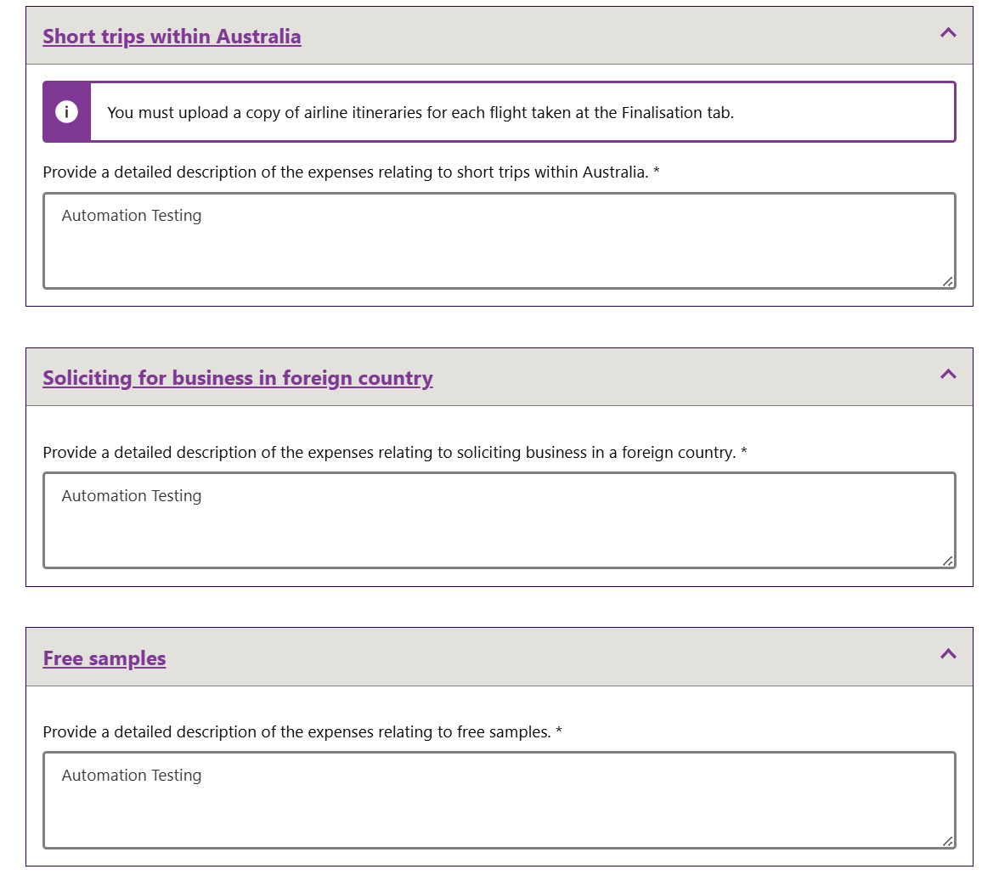 Short trips within Australia
You must upload a copy of airline itineraries for each flight taken at the Finalisation tab.
Provide a detailed description of the expenses relating to short trips within Australia. *
Automation Testing
Soliciting for business in foreign country
Provide a detailed description of the expenses relating to soliciting business in a foreign country. *
Automation Testing
Free samples
Provide a detailed description of the expenses relating to free samples. *
Automation Testing